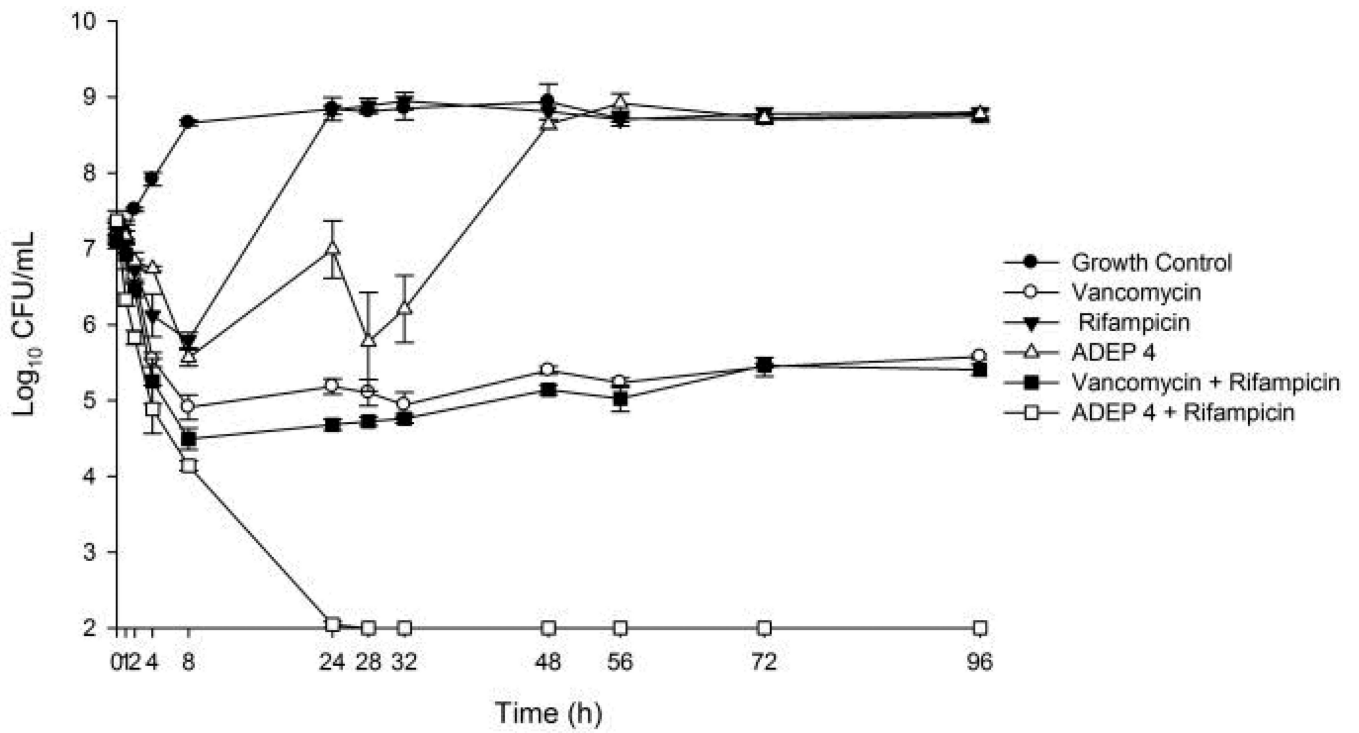 10
9
8
7
6
5
4
3
2
Log10 CFU/mL
0 1 2 4 8 24 28 32 48 56 72 96
Time (h)
Growth Control
Vancomycin
Rifampicin
ADEP 4
Vancomycin + Rifampicin
ADEP 4 + Rifampicin